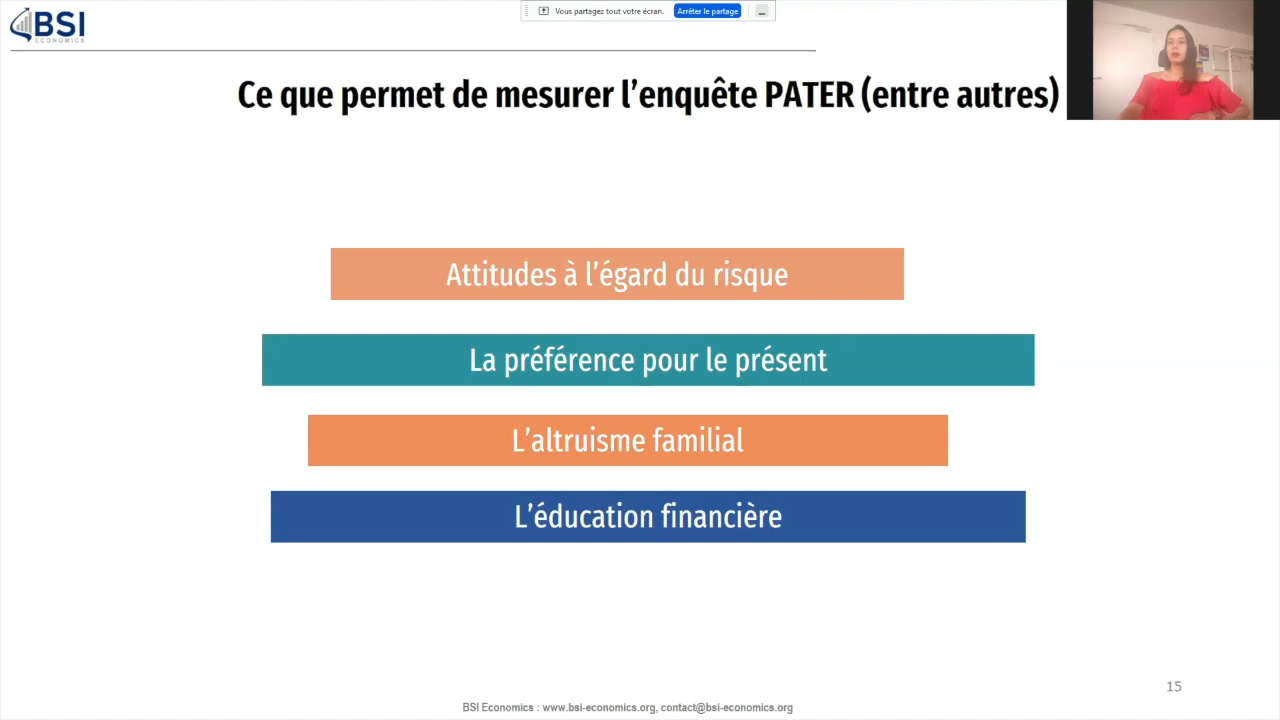 BSI
ECONOMICS
Vous partagez tout votre écran.
Arrêter le partage
Ce que permet de mesurer l’enquête PATER (entre autres)
Attitudes à l’égard du risque
La préférence pour le présent
L’altruisme familial
L’éducation financière
15
BSI Economics : www.bsi-economics.org, contact@bsi-economics.org